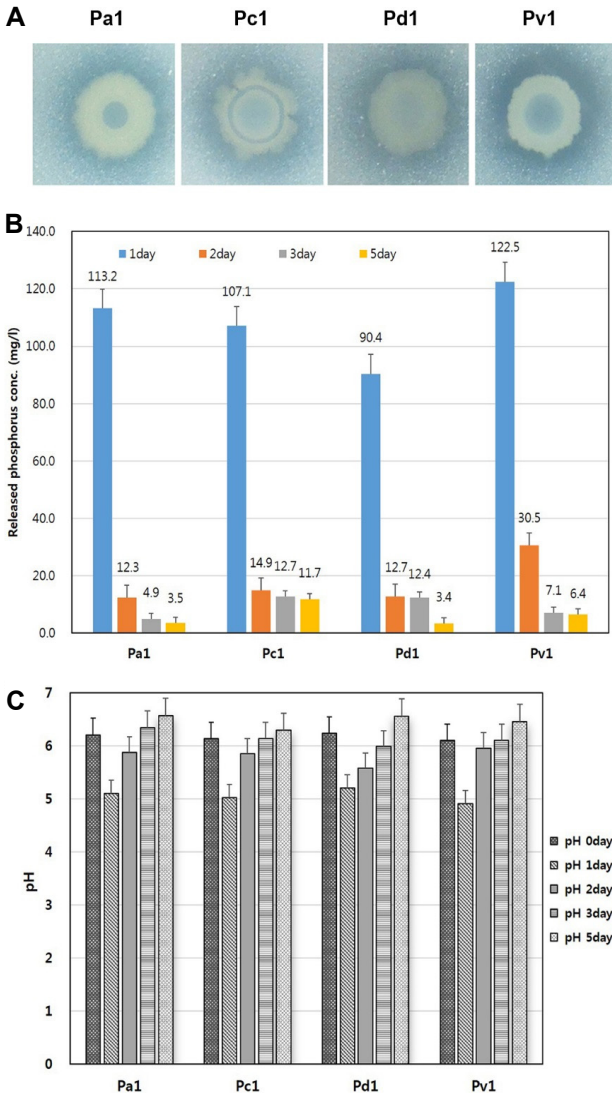 A
Pa1 Pc1 Pd1 Pv1
B
140.0
120.0
100.0
80.0
60.0
40.0
20.0
0.0
Released phosphorus conc. (mg/l)
1day 2day 3day 5day
113.2 12.3 4.9 3.5
107.1 14.9 12.7 11.7
90.4 12.7 12.4 3.4
122.5 30.5 7.1 6.4
Pa1 Pc1 Pd1 Pv1
C
7
6
5
4
3
2
1
0
pH
pH 0day
pH 1day
pH 2day
pH 3day
pH 5day
Pa1 Pc1 Pd1 Pv1